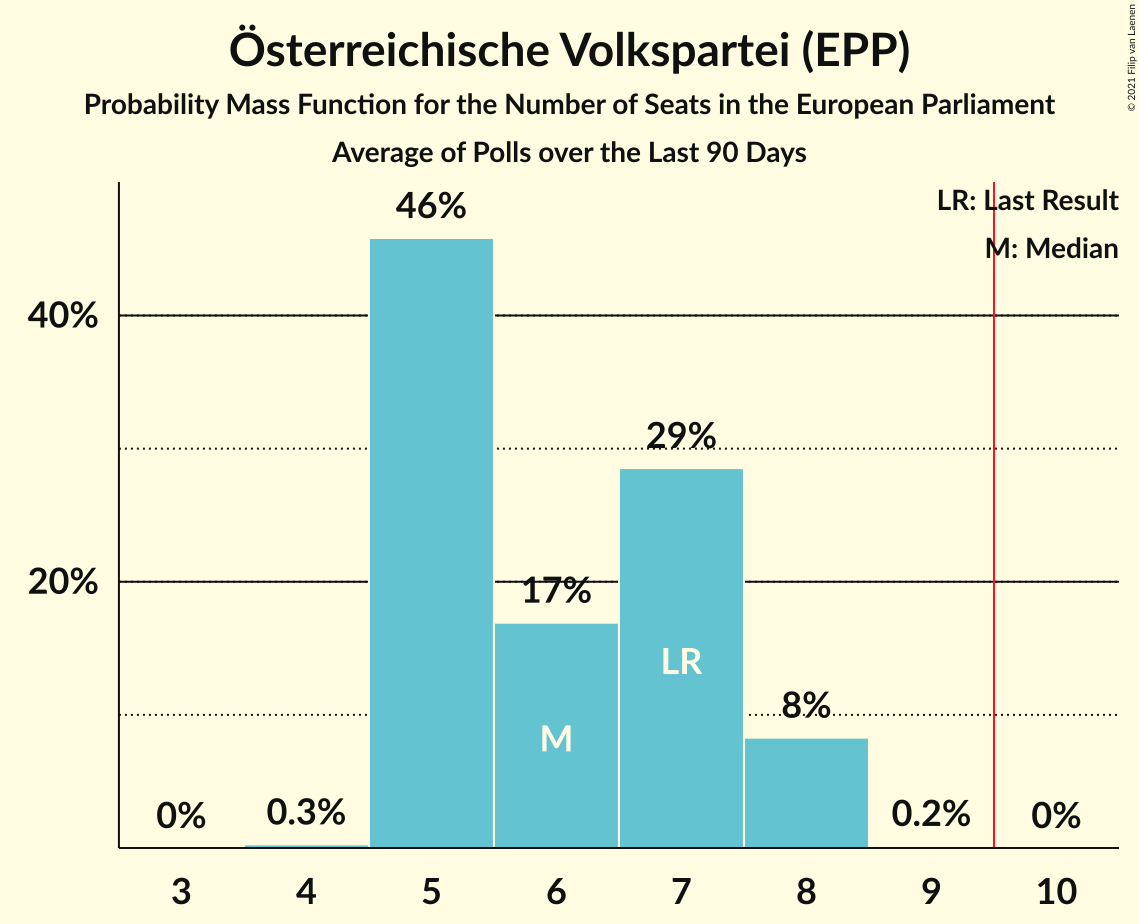 Österreichische Volkspartei (EPP)
Probability Mass Function for the Number of Seats in the European Parliament
Average of Polls over the Last 90 Days
© 2021 Filip van Laenen
LR: Last Result
M: Median
46%
40%
29%
20%
17%
LR
M
8%
0%
0.3%
0.2%
0%
3 4 5 6 7 8 9 10